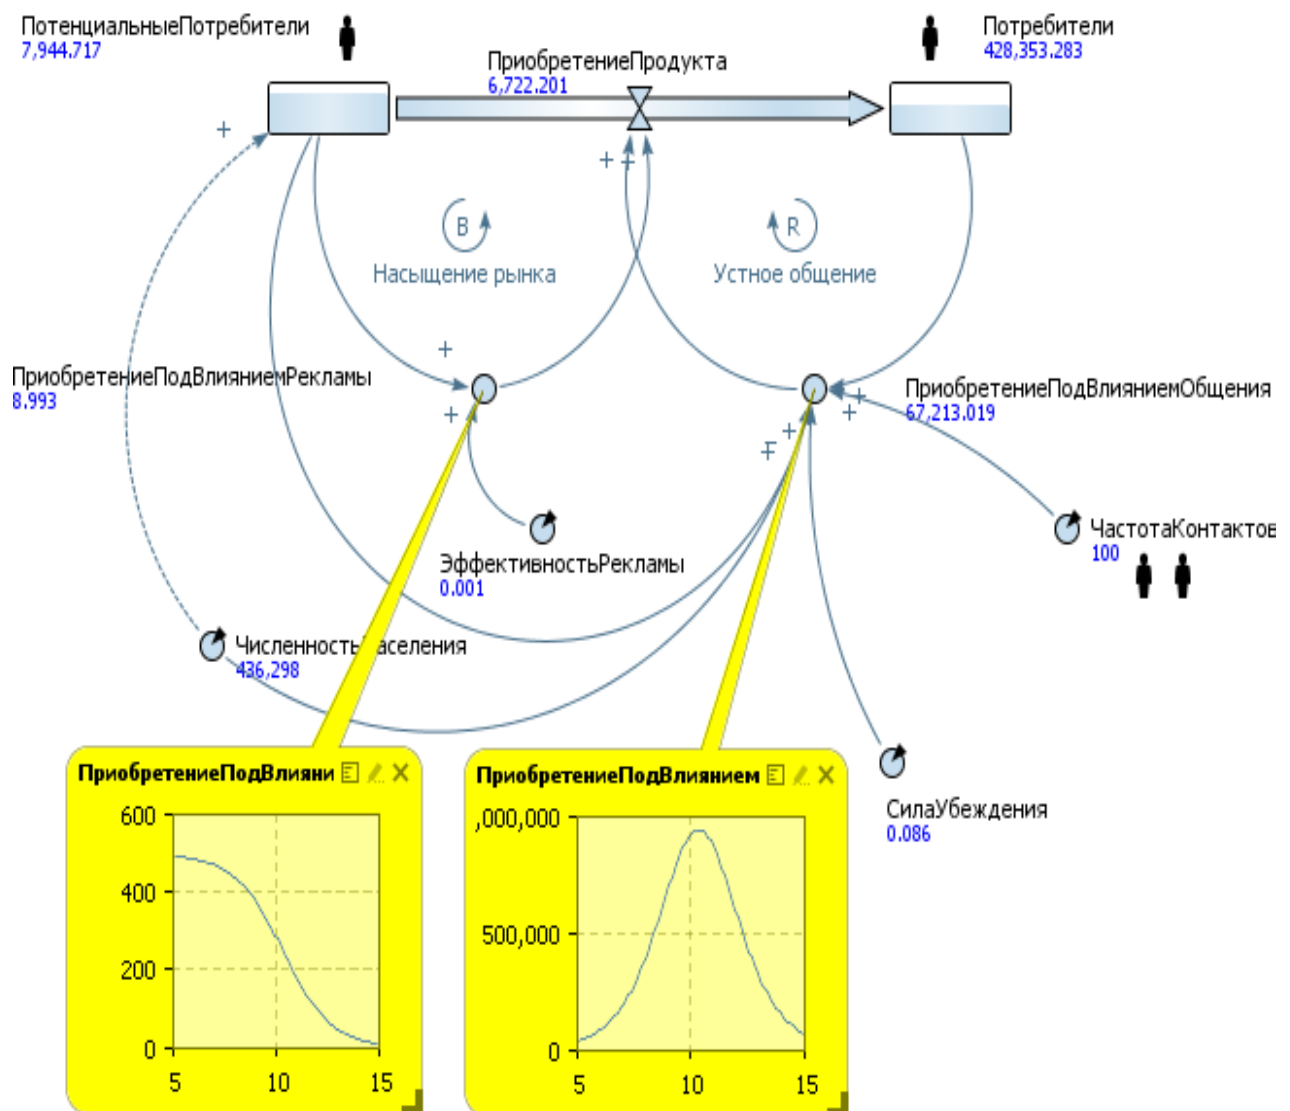 ПотенциальныеПотребители
7,944.717
Потребители
428,353.283
ПриобретениеПродукта
6,722.201
+
+
+
B
R
Насыщение рынка
Устное общение
+
ПриобретениеПодВлияниемРекламы
8.993
ПриобретениеПодВлияниемОбщения
67,213.019
+
+
+
+
+
–
ЧастотаКонтактов
100
ЭффективностьРекламы
0.001
ЧисленностьНаселения
436,298
ПриобретениеПодВлияни
ПриобретениеПодВлиянием
СилаУбеждения
0.086
600
400
200
0
5
10
15
,000,000
500,000
0
5
10
15